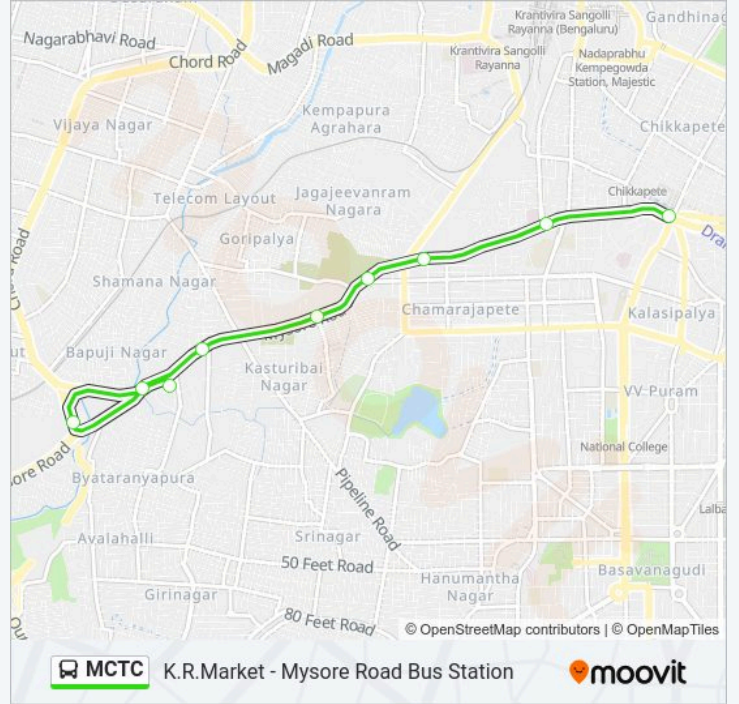 Krantivira Sangolli
Rayanna (Bengaluru)
Gandhinag
Nagarabhavi Road
Chord Road
Magadi Road
Krantivira Sangolli
Rayanna
Nadaprabhu
Kempegowda
Station, Majestic
Kempapura
Agrahara
Vijaya Nagar
Chikkapete
Telecom Layout
Jagajeevanram
Nagara
Chikkapete
Goripalya
Shamana Nagar
Chamarajapete
Kalasipalya
Bapuji Nagar
Kasturibai
Nagar
VV Puram
National College
ore Road
Byataranyapura
Pipeline Road
Lalba
Avalahalli
Srinagar
50 Feet Road
Hanumantha
Nagar
Basavanagudi
Girinagar
80 Feet Road
© OpenStreetMap contributors | © OpenMapTiles
MCTC K.R.Market - Mysore Road Bus Station
moovit